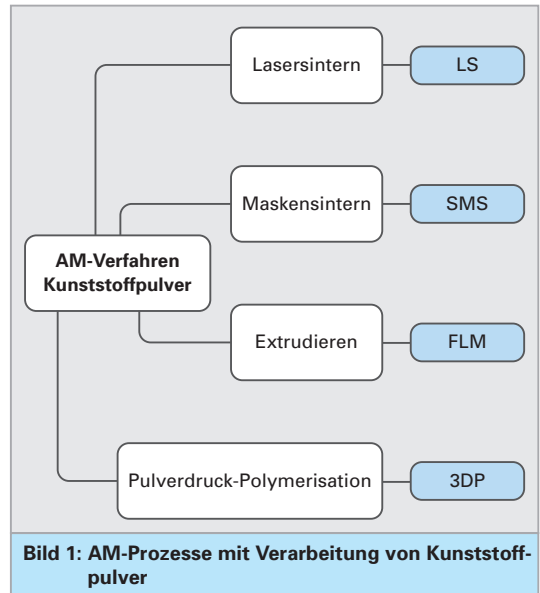 Lasersintern
LS
Maskensintern
SMS
AM-Verfahren
Kunststoffpulver
Extrudieren
FLM
Pulverdruck-Polymerisation
3DP
Bild 1: AM-Prozesse mit Verarbeitung von Kunststoff-
pulver